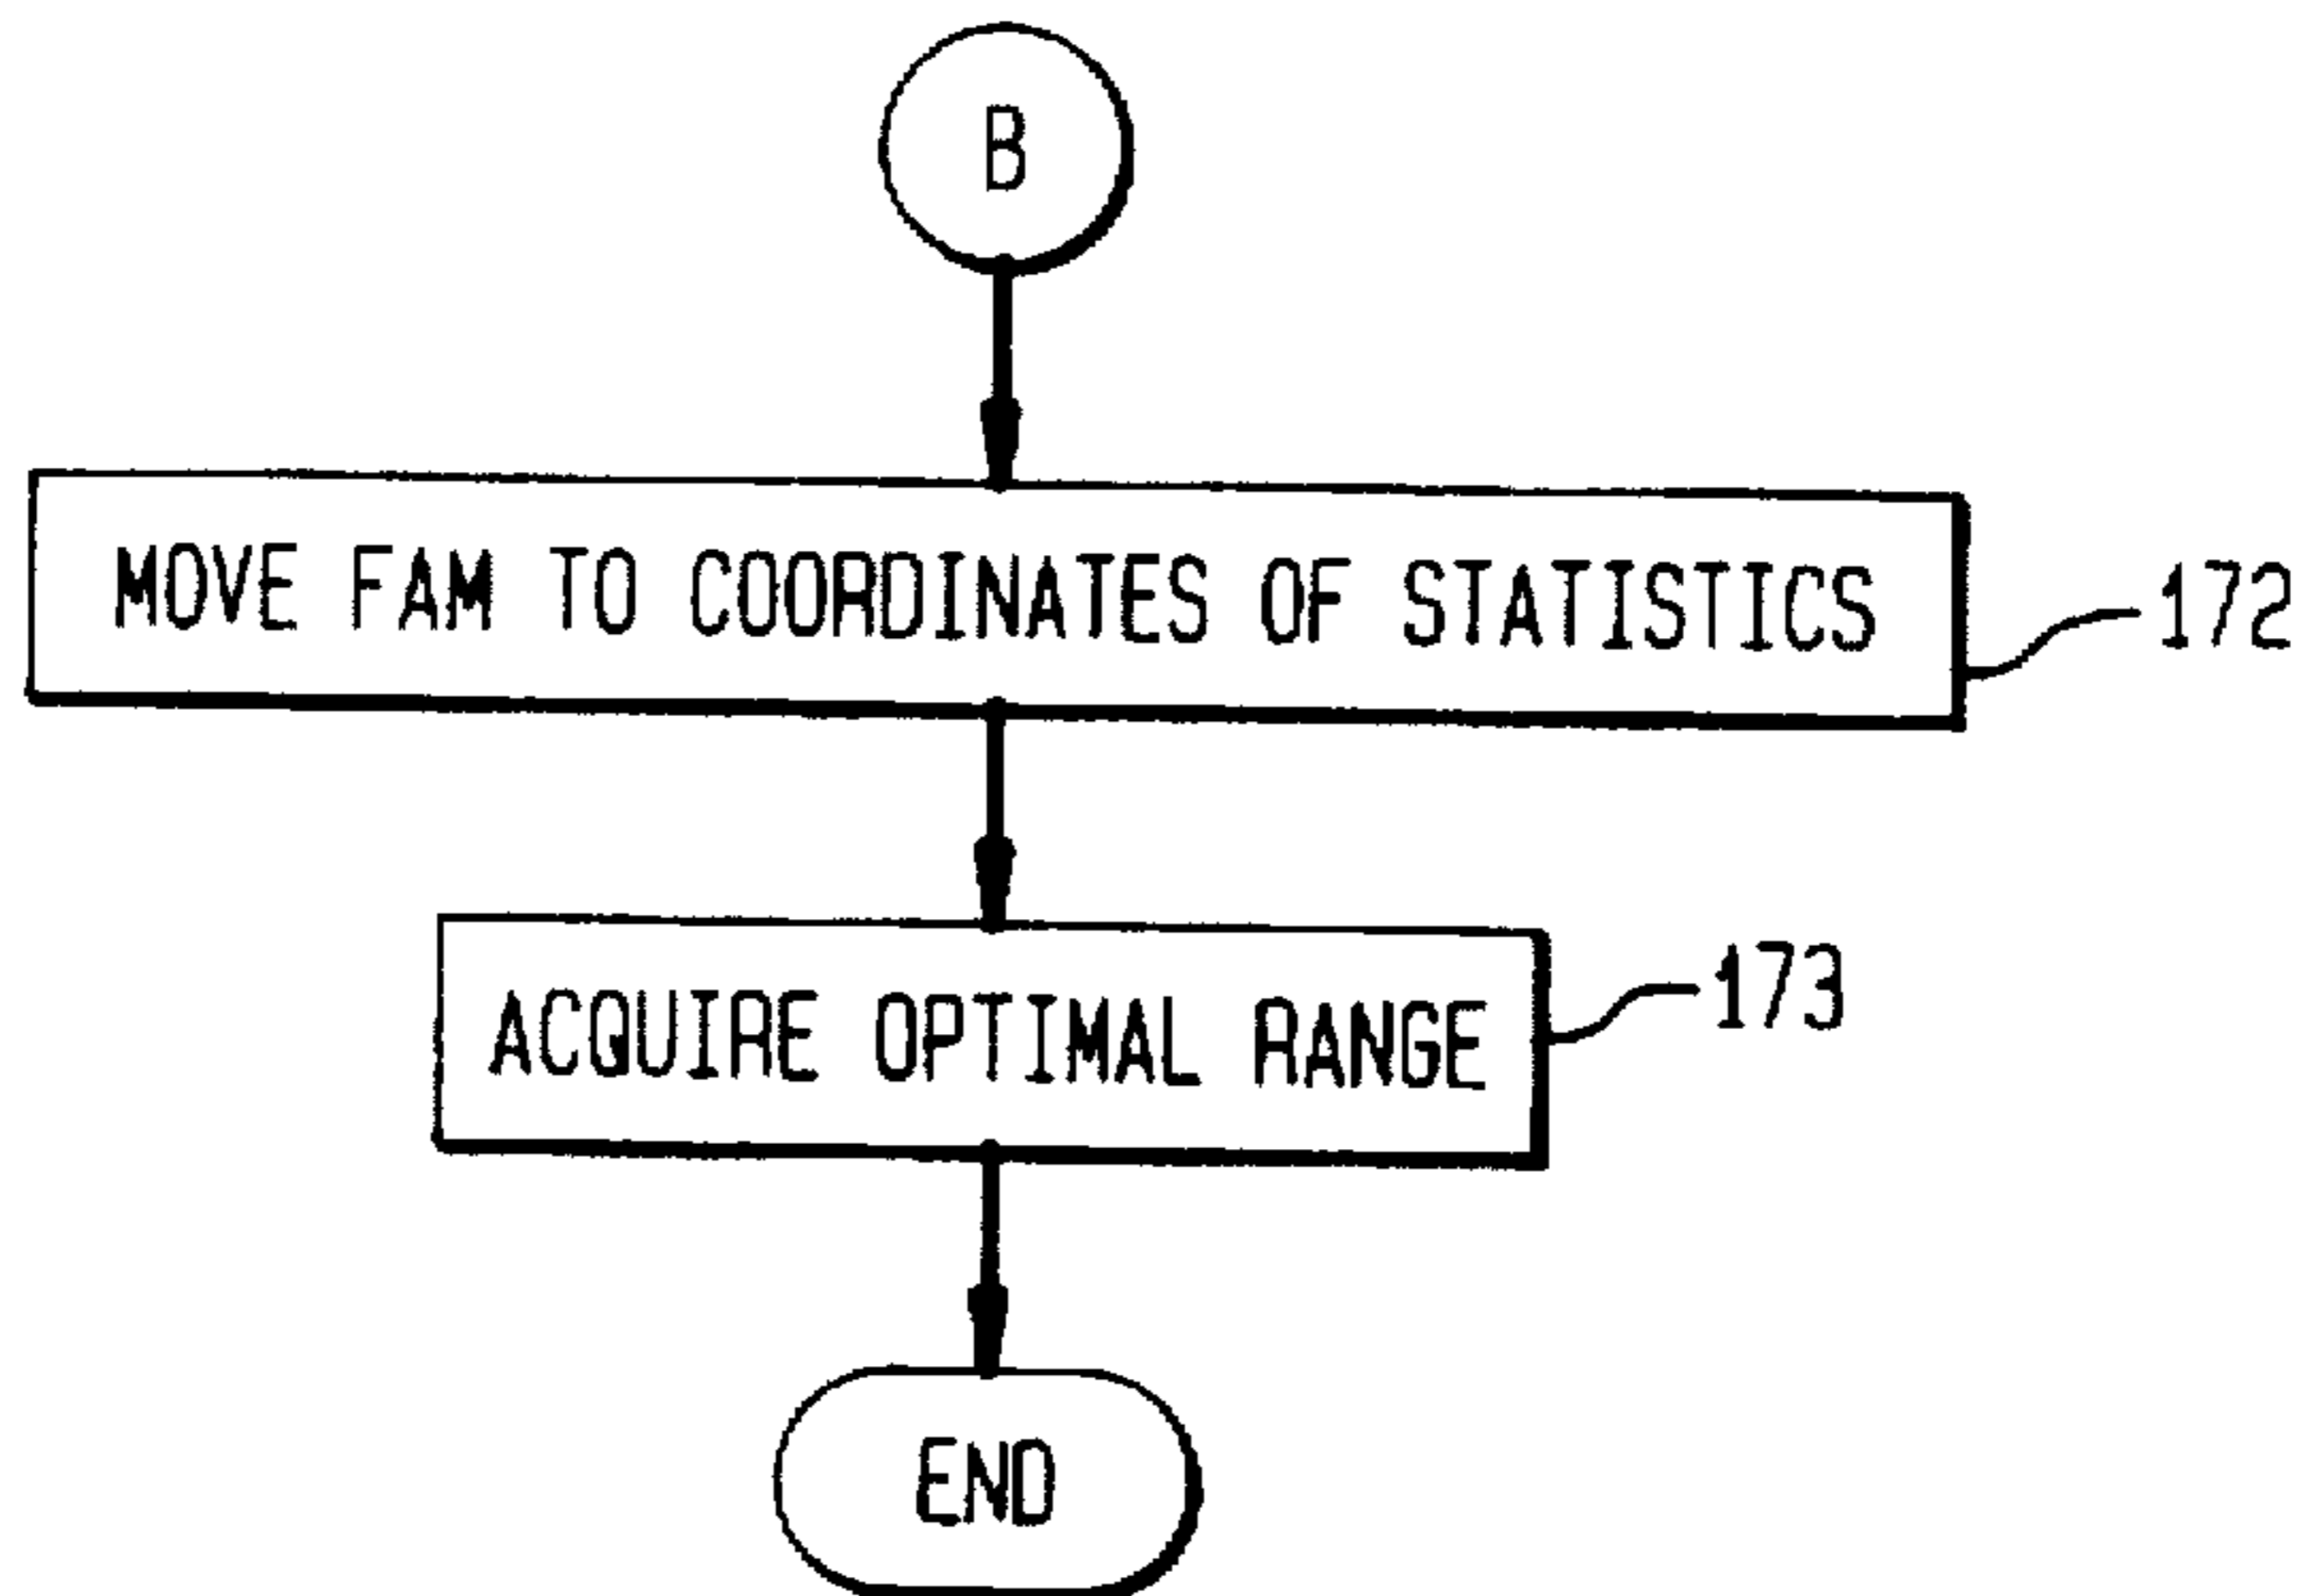 B
MOVE FAM TO COORDINATES OF STATISTICS
172
ACQUIRE OPTIMAL RANGE
173
END